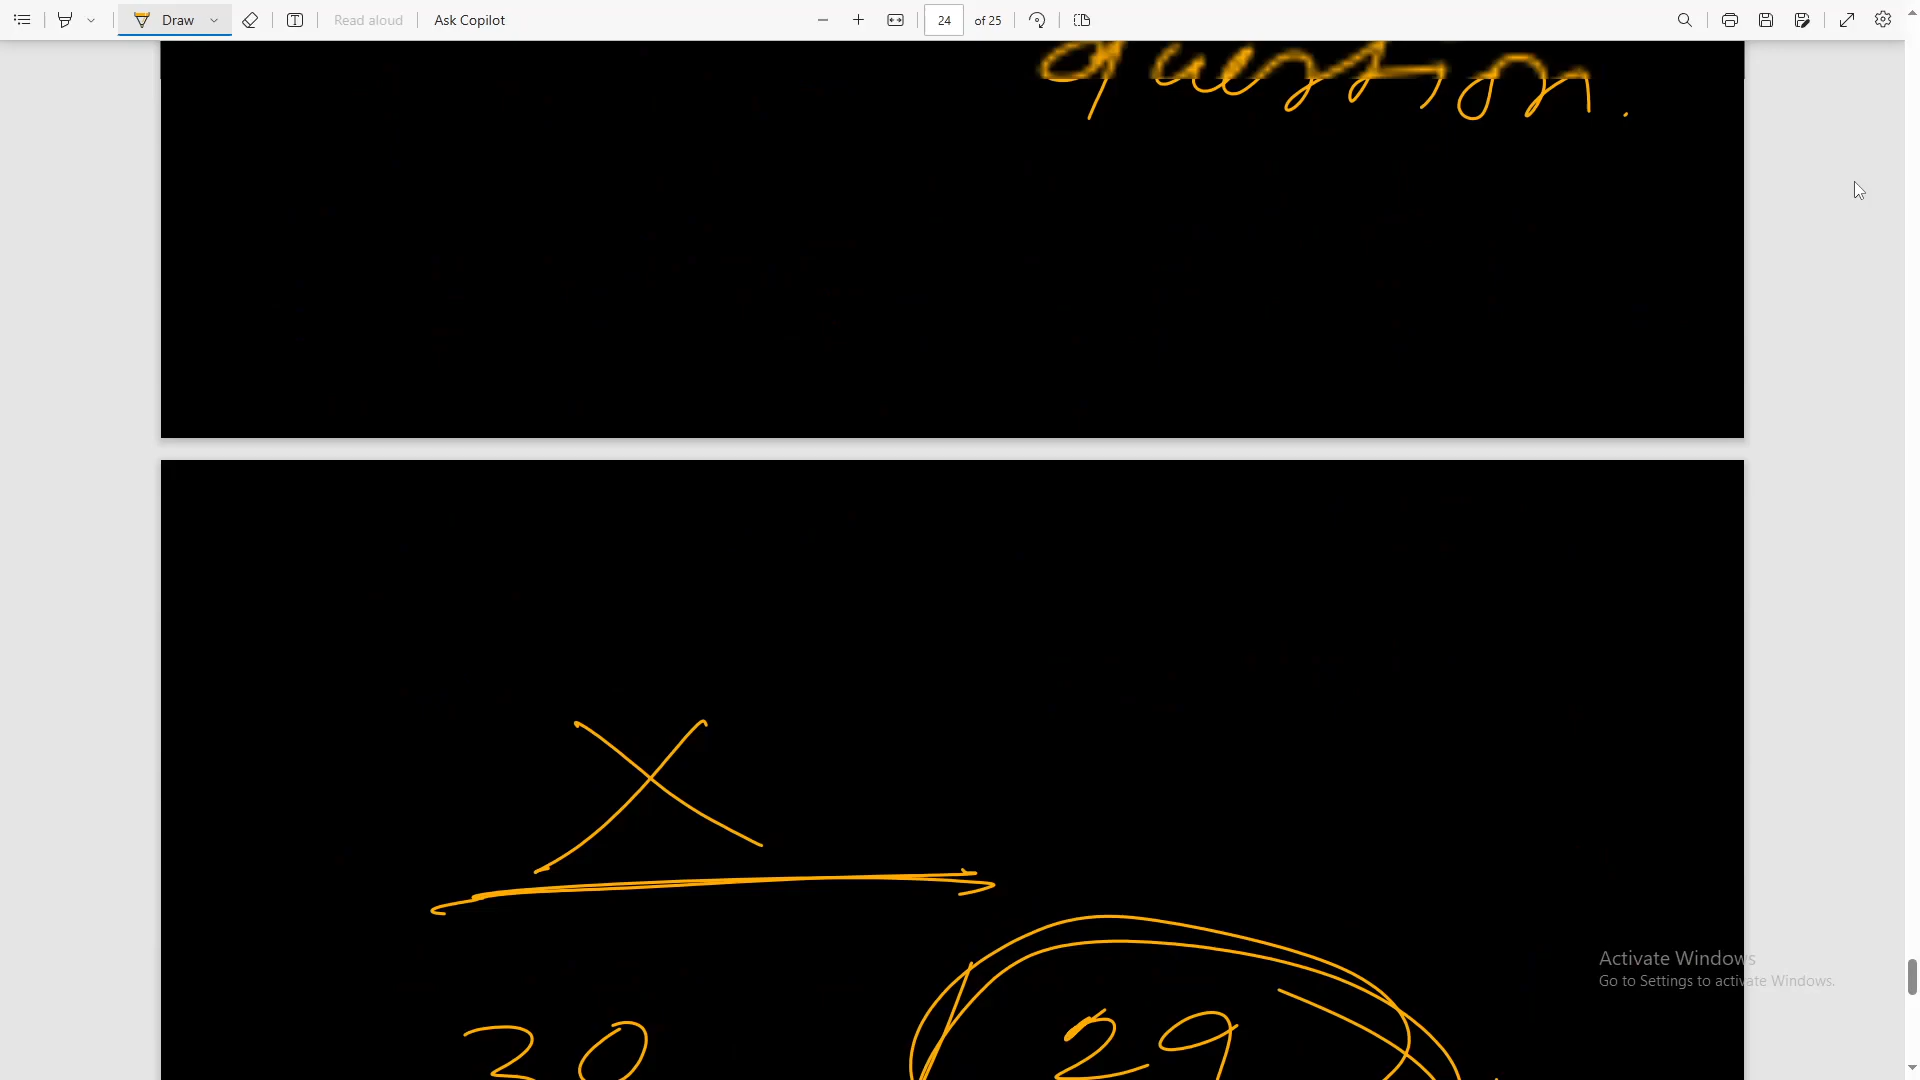 Draw
Read aloud
Ask Copilot
24 of 25
question.
X
30 29
Activate Windows
Go to Settings to activate Windows.